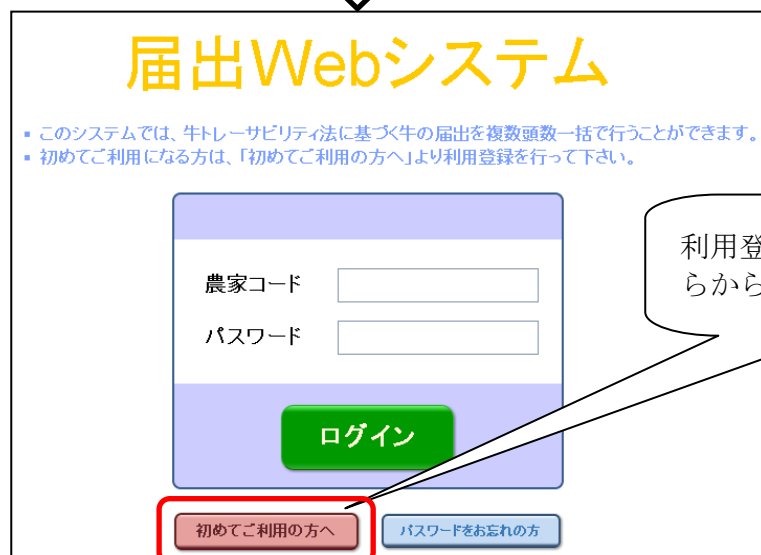 届出Webシステム
▪ このシステムでは、牛トレーサビリティ法に基づく牛の届出を複数頭数一括で行うことができます。
▪ 初めてご利用になる方は、「初めてご利用の方へ」より利用登録を行って下さい。
利用登
らから
農家コード
パスワード
ログイン
初めてご利用の方へ
パスワードをお忘れの方